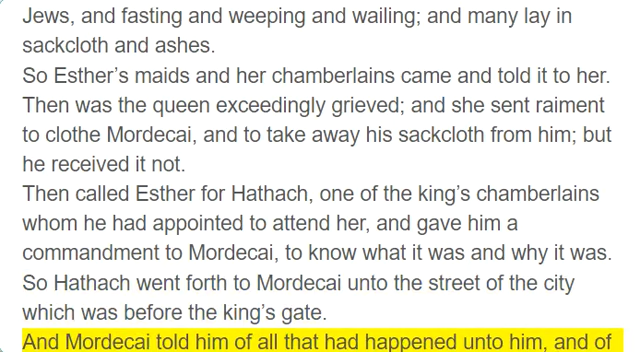 Jews, and fasting and weeping and wailing; and many lay in
sackcloth and ashes.
So Esther’s maids and her chamberlains came and told it to her.
Then was the queen exceedingly grieved; and she sent raiment
to clothe Mordecai, and to take away his sackcloth from him; but
he received it not.
Then called Esther for Hathach, one of the king’s chamberlains
whom he had appointed to attend her, and gave him a
commandment to Mordecai, to know what it was and why it was.
So Hathach went forth to Mordecai unto the street of the city
which was before the king’s gate.
And Mordecai told him of all that had happened unto him, and of